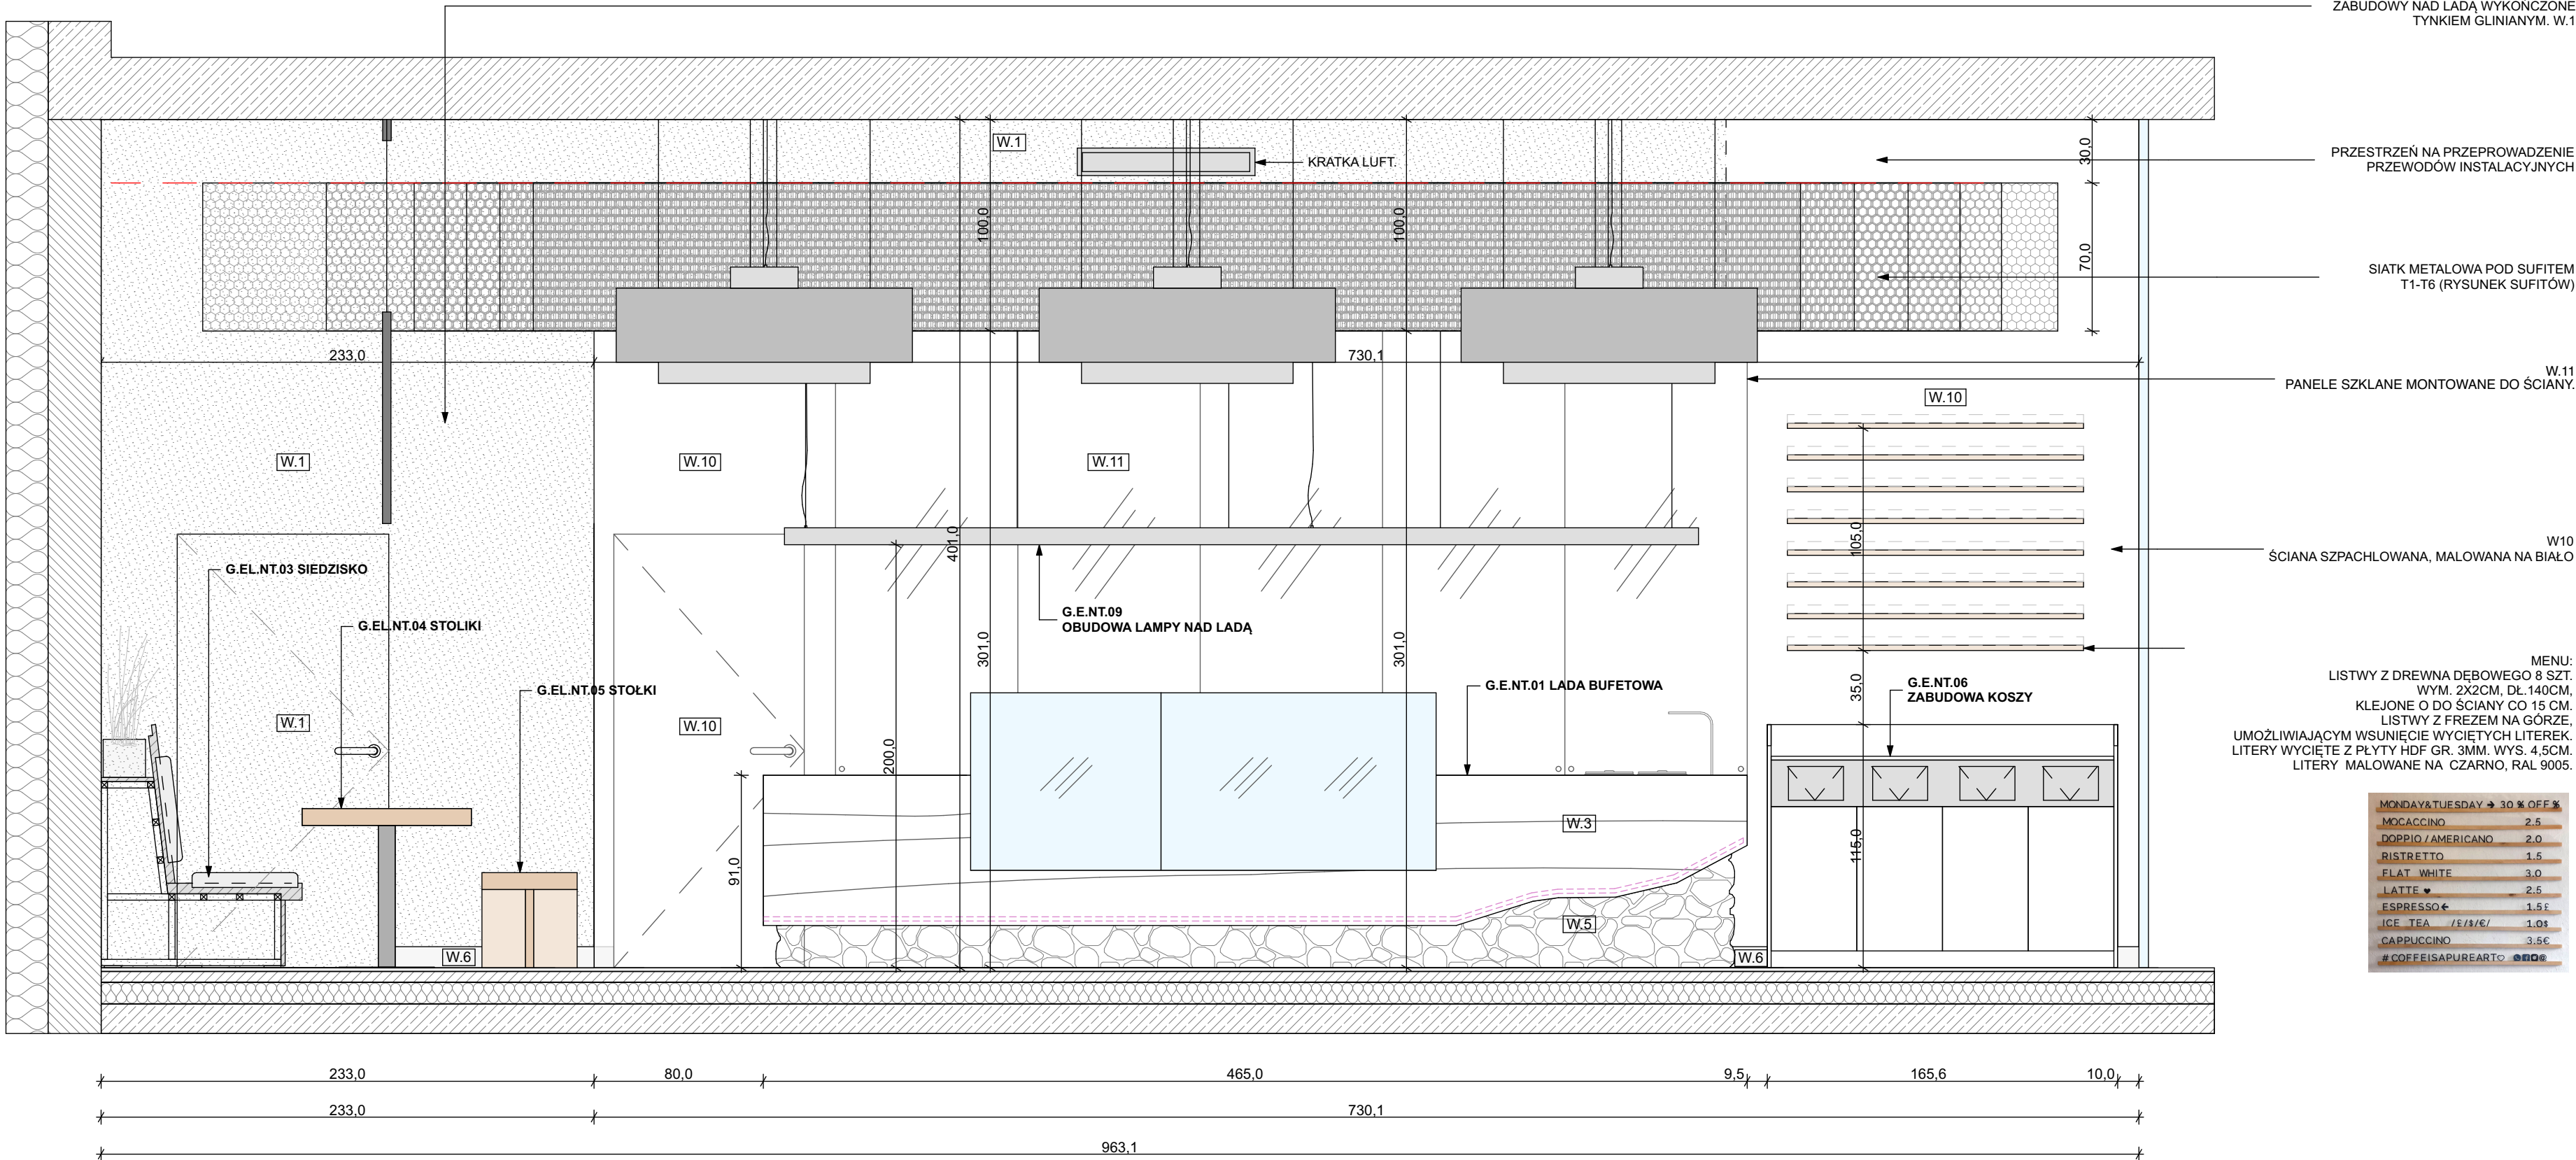 ZABUDOWY NAD LADĄ WYKOŃCZONE
TYNKIEM GLINIANYM. W.1
W.1
KRATKA LUFT.
30,0
PRZESTRZEŃ NA PRZEPROWADZENIE
PRZEWODÓW INSTALACYJNYCH
100,0
100,0
70,0
SIATK METALOWA POD SUFITEM
T1-T6 (RYSUNEK SUFITÓW)
233,0
730,1
W.11
PANELE SZKLANE MONTOWANE DO ŚCIANY.
W.10
W.1
W.10
W.11
401,0
105,0
W10
ŚCIANA SZPACHLOWANA, MALOWANA NA BIAŁO
G.EL.NT.03 SIEDZISKO
G.EL.NT.04 STOLIKI
G.E.NT.09
OBUDOWA LAMPY NAD LADĄ
301,0
301,0
G.EL.NT.05 STOŁKI
G.E.NT.01 LADA BUFETOWA
35,0
G.E.NT.06
ZABUDOWA KOSZY
W.1
W.10
200,0
MENU:
LISTWY Z DREWNA DĘBOWEGO 8 SZT.
WYM. 2X2CM, DŁ.140CM,
KLEJONE O DO ŚCIANY CO 15 CM.
LISTWY Z FREZEM NA GÓRZE,
UMOŻLIWIAJĄCYM WSUNIĘCIE WYCIĘTYCH LITEREK.
LITERY WYCIĘTE Z PŁYTY HDF GR. 3MM. WYS. 4,5CM.
LITERY MALOWANE NA CZARNO, RAL 9005.
91,0
W.3
115,0
W.5
W.6
W.6
MONDAY&TUESDAY → 30 % OFF %
MOCACCINO 2.5
DOPPIO / AMERICANO 2.0
RISTRETTO 1.5
FLAT WHITE 3.0
LATTE ♥ 2.5
ESPRESSO ← 1.5£
ICE TEA /£/$/€/ 1.0$
CAPPUCCINO 3.5€
# COFFEISAPUREART♡
233,0
80,0
465,0
9,5
165,6
10,0
233,0
730,1
963,1